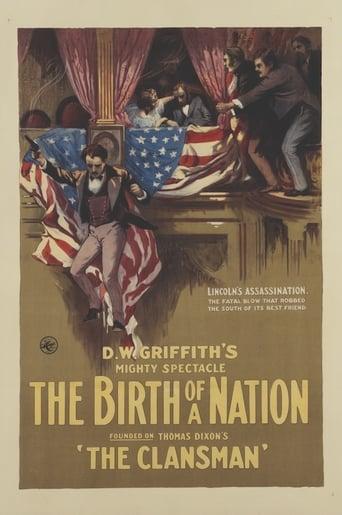 LINCOLN'S ASSASSINATION.
THE FATAL BLOW THAT ROBBED
THE SOUTH OF ITS BEST FRIEND
D.W. GRIFFITH'S
MIGHTY SPECTACLE
THE BIRTH OF A NATION
FOUNDED ON THOMAS DIXON'S
'THE CLANSMAN'